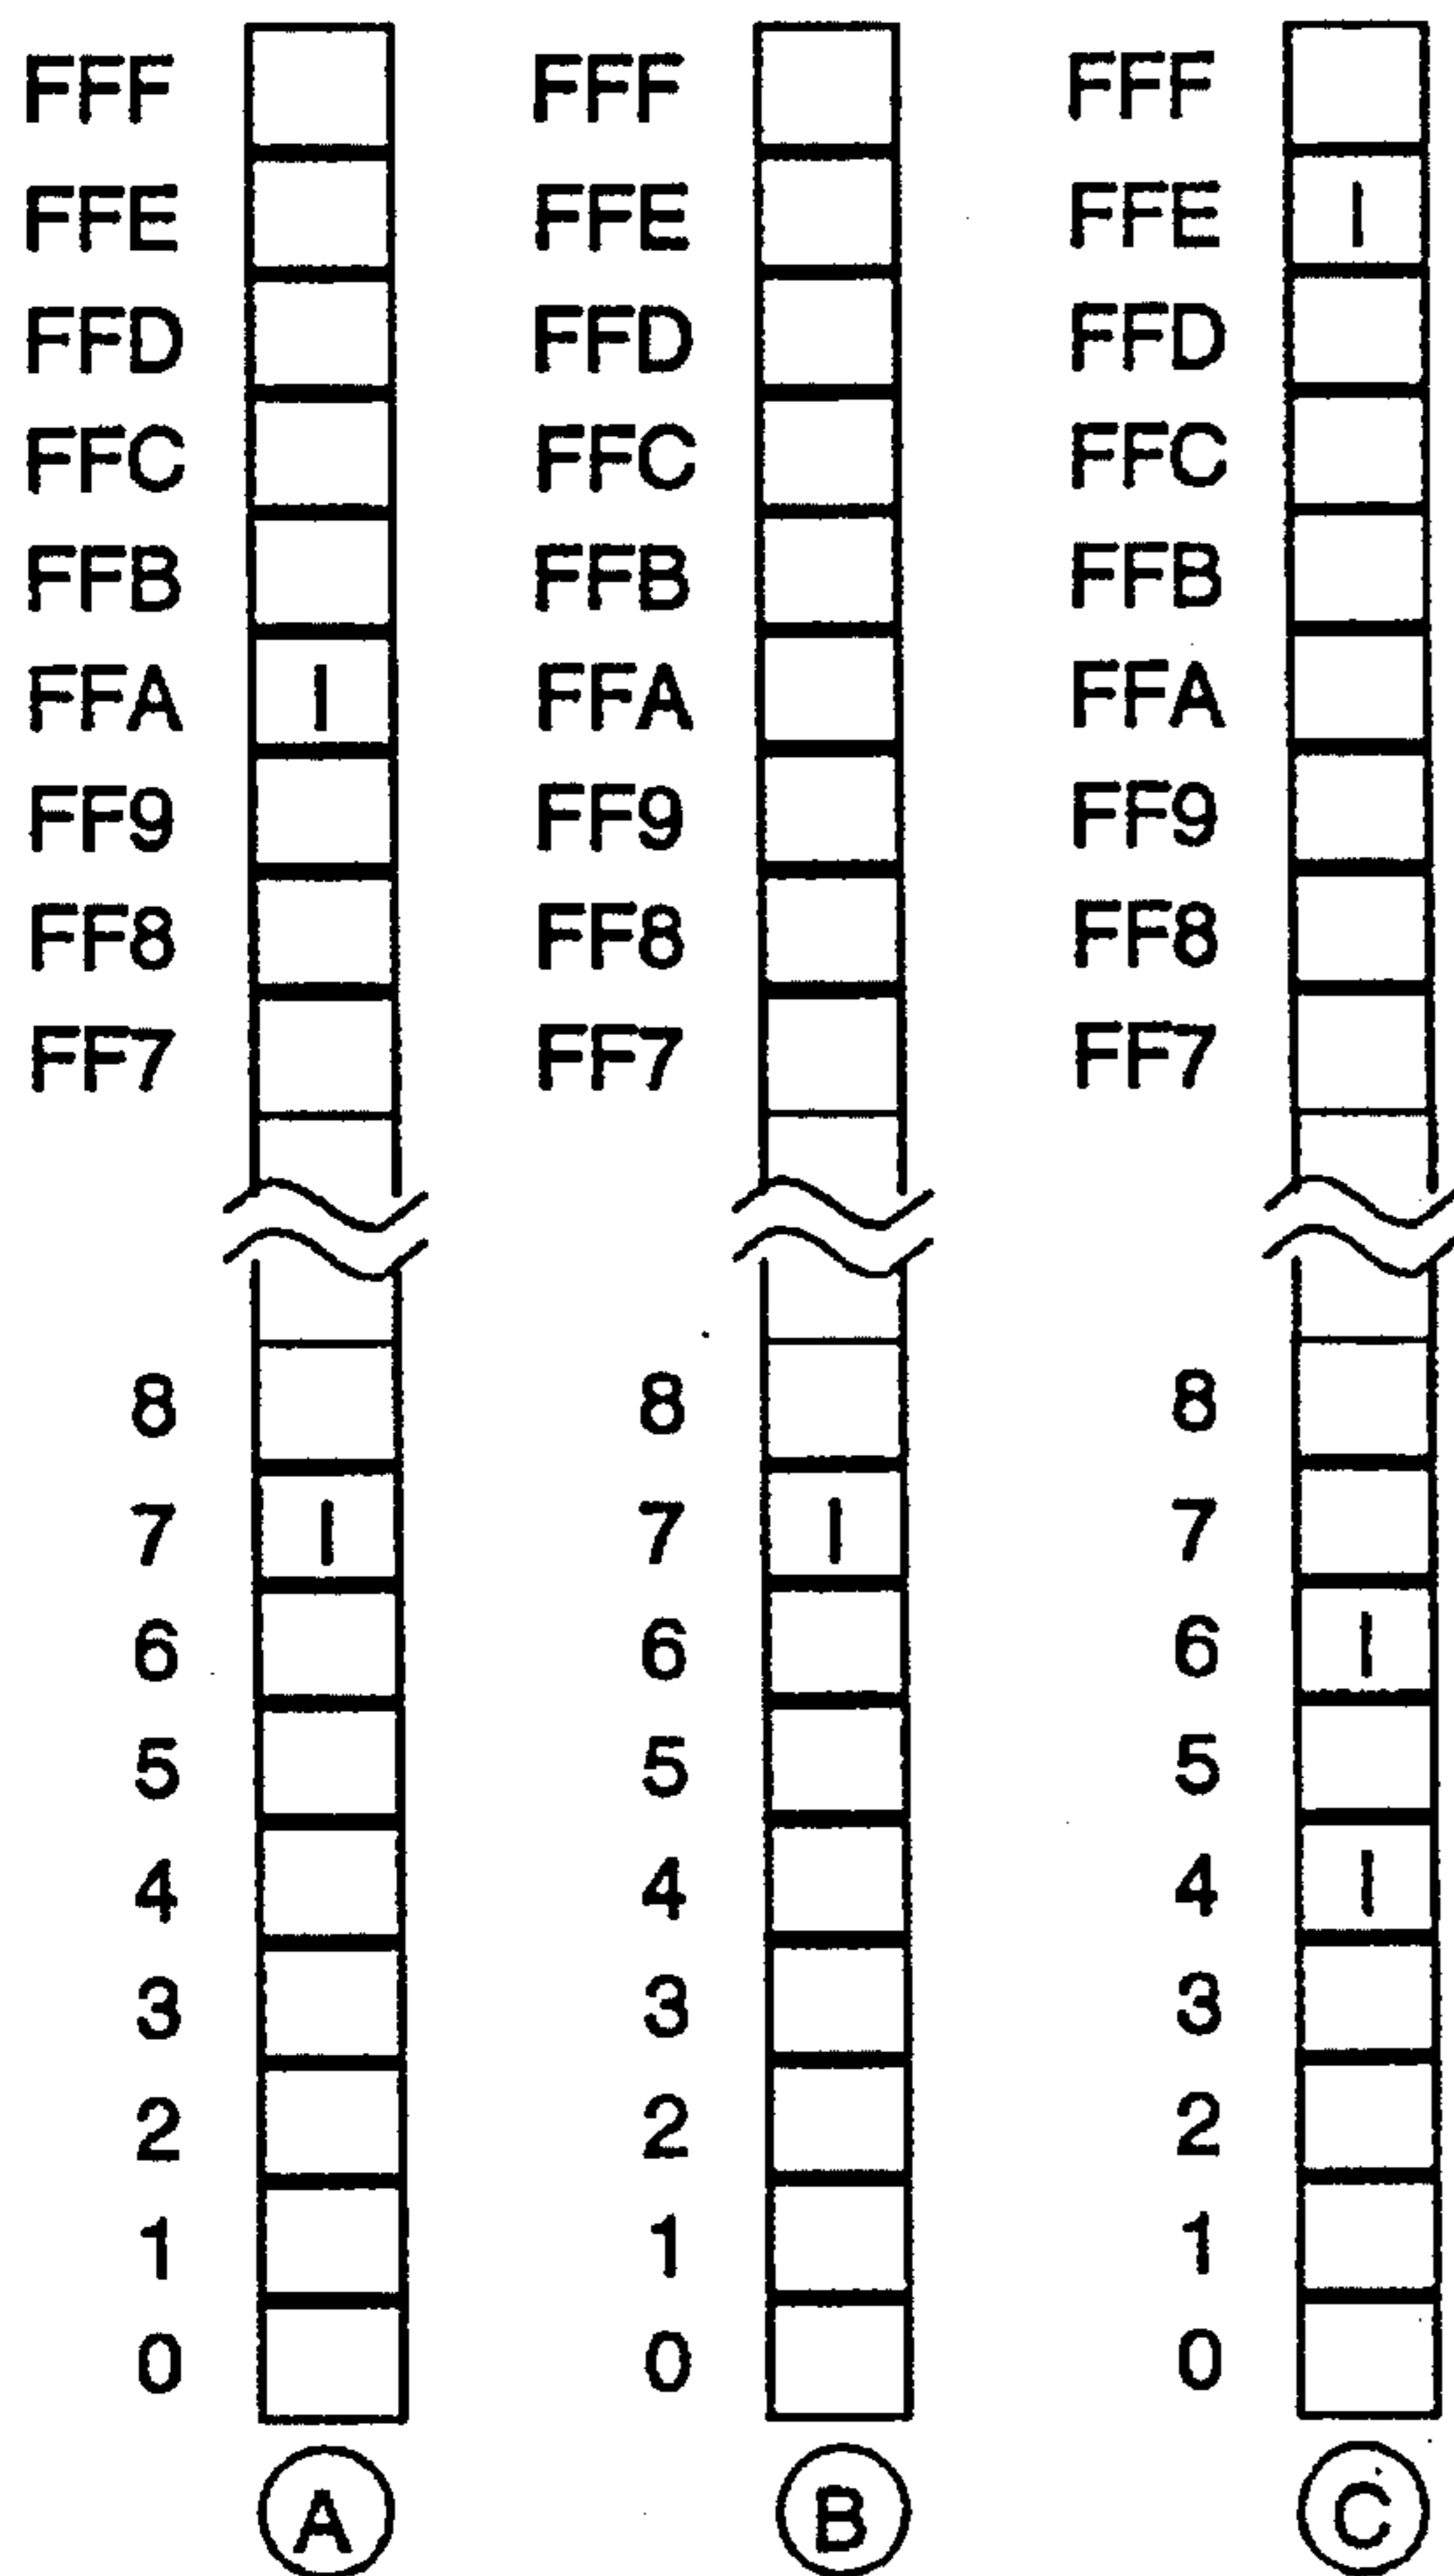 FFF FFF FFF
FFE FFE FFE I
FFD FFD FFD
FFC FFC FFC
FFB FFB FFB
FFA I FFA FFA
FF9 FF9 FF9
FF8 FF8 FF8
FF7 FF7 FF7
8 8 8
7 I 7 I 7
6 6 6 I
5 5 5
4 4 4 I
3 3 3
2 2 2
1 1 1
0 0 0
A B C